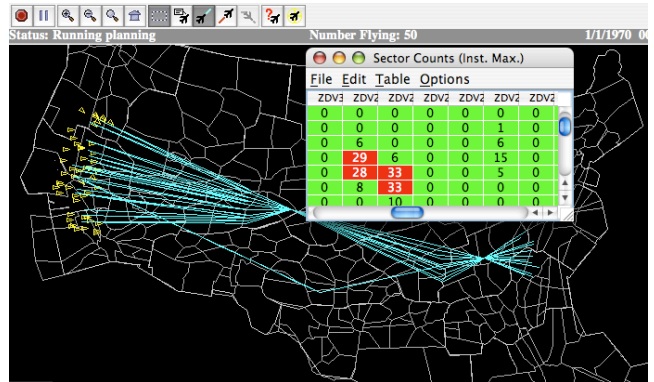 Status: Running planning Number Flying: 50 1/1/1970 00
Sector Counts (Inst. Max.)
File Edit Table Options
ZDV3 ZDV2 ZDV2 ZDV2 ZDV2 ZDV2 ZDV2
0 0 0 0 0 0 0
0 0 0 0 0 1 0
0 6 0 0 0 6 0
0 29 6 0 0 15 0
0 28 33 0 0 5 0
0 8 33 0 0 0 0
0 0 10 0 0 0 0